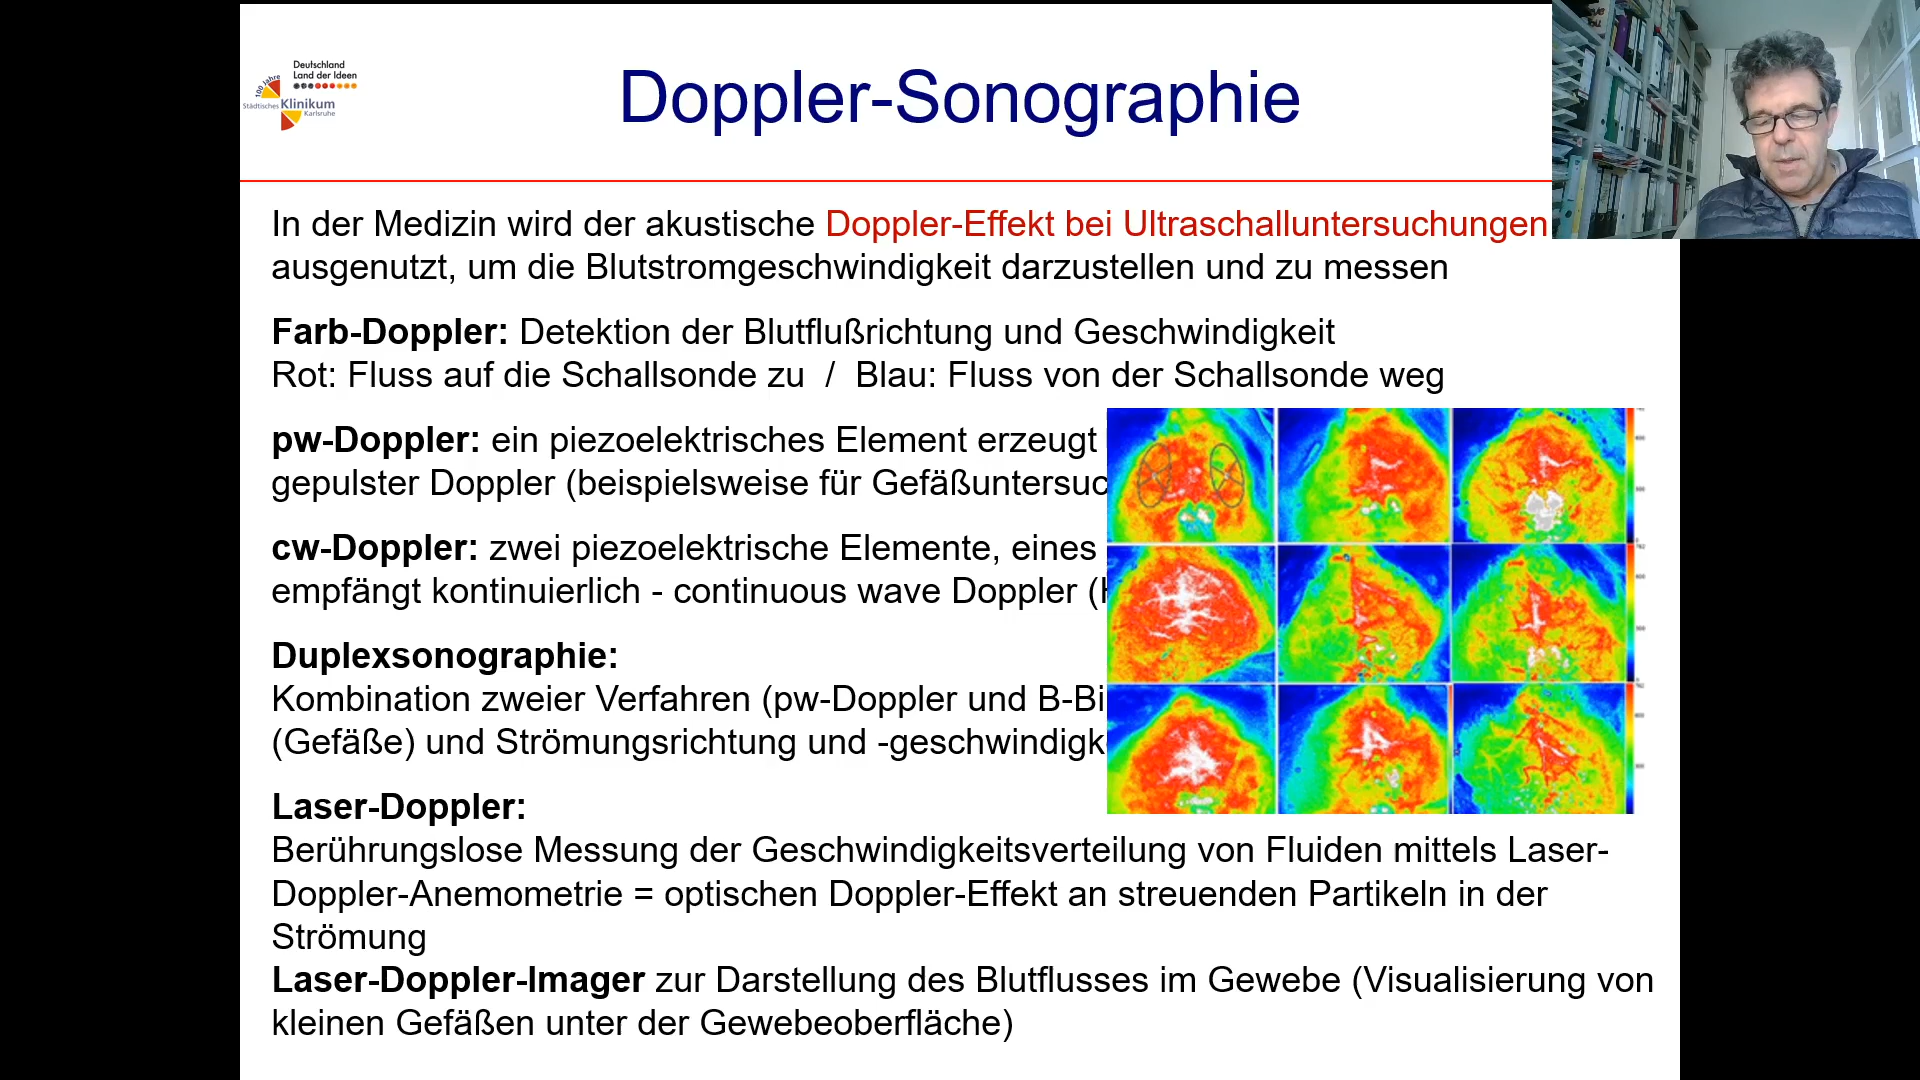 Deutschland
Land der Ideen
100 Jahre
Städtisches Klinikum
Karlsruhe
Doppler-Sonographie
In der Medizin wird der akustische Doppler-Effekt bei Ultraschalluntersuchungen
ausgenutzt, um die Blutstromgeschwindigkeit darzustellen und zu messen
Farb-Doppler: Detektion der Blutflußrichtung und Geschwindigkeit
Rot: Fluss auf die Schallsonde zu / Blau: Fluss von der Schallsonde weg
pw-Doppler: ein piezoelektrisches Element erzeugt
gepulster Doppler (beispielsweise für Gefäßuntersuc
cw-Doppler: zwei piezoelektrische Elemente, eines
empfängt kontinuierlich - continuous wave Doppler (
Duplexsonographie:
Kombination zweier Verfahren (pw-Doppler und B-Bi
(Gefäße) und Strömungsrichtung und -geschwindigk
Laser-Doppler:
Berührungslose Messung der Geschwindigkeitsverteilung von Fluiden mittels Laser-
Doppler-Anemometrie = optischen Doppler-Effekt an streuenden Partikeln in der
Strömung
Laser-Doppler-Imager zur Darstellung des Blutflusses im Gewebe (Visualisierung von
kleinen Gefäßen unter der Gewebeoberfläche)